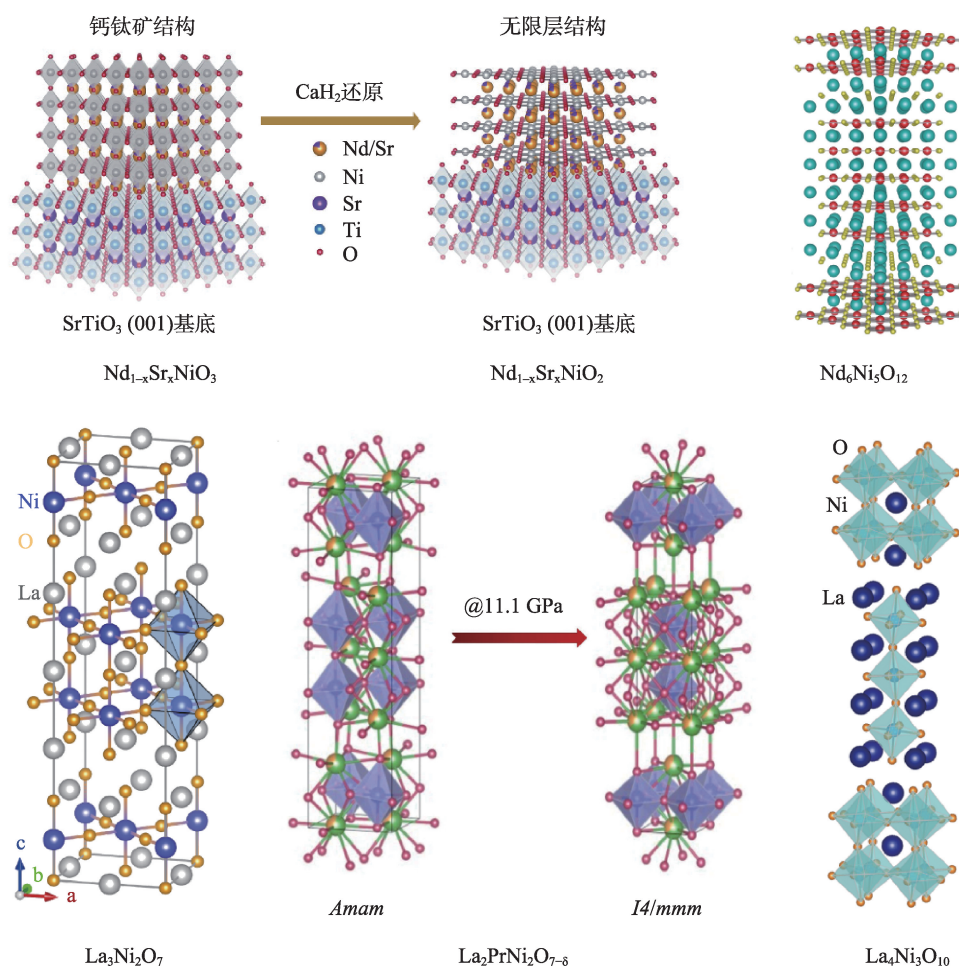 钙钛矿结构
无限层结构
CaH₂还原
Nd/Sr
Ni
Sr
Ti
O
SrTiO₃ (001)基底
SrTiO₃ (001)基底
Nd₁₋ₓSrₓNiO₃
Nd₁₋ₓSrₓNiO₂
Nd₆Ni₅O₁₂
Ni
O
La
c
b
a
@11.1 GPa
Amam
I4/mmm
O
Ni
La
La₃Ni₂O₇
La₂PrNi₂O₇₋δ
La₄Ni₃O₁₀